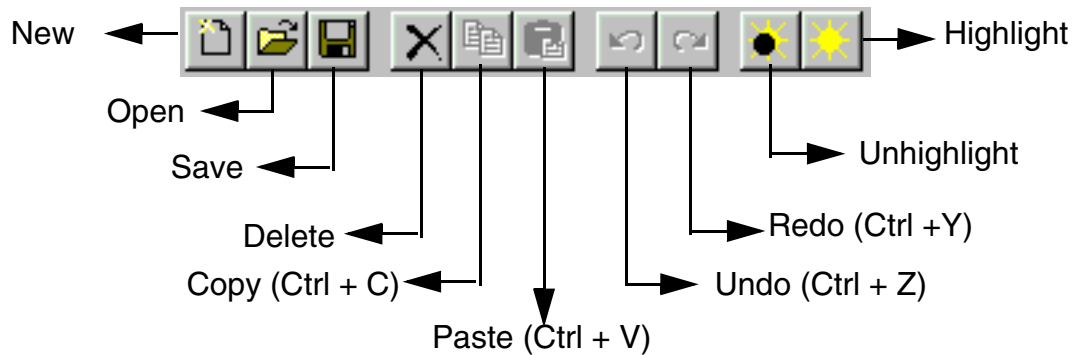 New
Highlight
Open
Unhighlight
Save
Redo (Ctrl +Y)
Delete
Copy (Ctrl + C)
Undo (Ctrl + Z)
Paste (Ctrl + V)